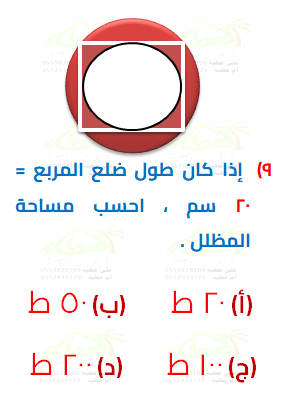 ٩) إذا كان طول ضلع المربع =
٢٠ سم ، احسب مساحة
المظلل .
(أ) ٢٠ ط (ب) ٥٠ ط
(ج) ١٠٠ ط (د) ٢٠٠ ط